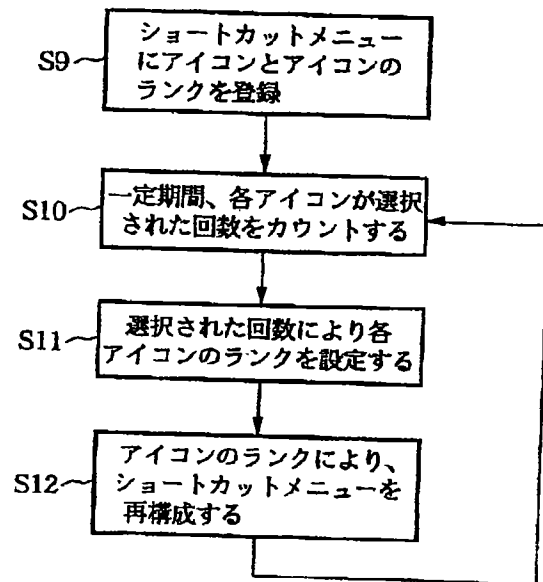 S9
ショートカットメニュー
にアイコンとアイコンの
ランクを登録
S10
一定期間、各アイコンが選択
された回数をカウントする
S11
選択された回数により各
アイコンのランクを設定する
S12
アイコンのランクにより、
ショートカットメニューを
再構成する